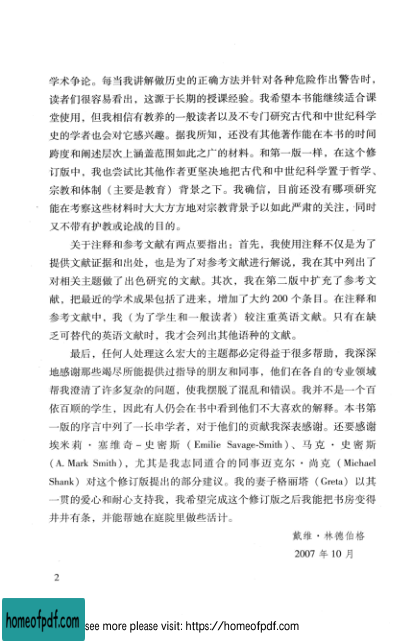 学术争论。每当我讲解做历史的正确方法并针对各种危险作出警告时，
读者们很容易看出，这源于长期的授课经验。我希望本书能继续适合课
堂使用，但我相信有教养的一般读者以及不专门研究古代和中世纪科学
史的学者也会对它感兴趣。据我所知，还没有其他著作能在本书的时间
跨度和阐述层次上涵盖范围如此之广的材料。和第一版一样，在这个修
订版中，我也尝试比其他作者更坚决地把古代和中世纪科学置于哲学、
宗教和体制（主要是教育）背景之下。我确信，目前还没有哪项研究
能在考察这些材料时大大方方地对宗教背景予以如此严肃的关注，同时
又不带有护教或论战的目的。
关于注释和参考文献有两点要指出：首先，我使用注释不仅是为了
提供文献证据和出处，也是为了对参考文献进行解说，我在其中列出了
对相关主题做了出色研究的文献。其次，我在第二版中扩充了参考文
献，把最近的学术成果包括了进来，增加了大约 200 个条目。在注释和
参考文献中，我（为了学生和一般读者）较注重英文文献。只有在缺
乏可替代的英文文献时，我才会列出其他语种的文献。
最后，任何人处理这么宏大的主题都必定得益于很多帮助，我深深
地感谢那些竭尽所能提供过指导的朋友和同事，他们在各自的专业领域
帮我澄清了许多复杂的问题，使我摆脱了混乱和错误。我并不是一个百
依百顺的学生，因此有人仍会在书中看到他们不大喜欢的解释。本书第
一版的序言中列了一长串学者，对于他们的贡献我深表感谢。还要感谢
埃米莉·塞维奇－史密斯（Emilie Savage-Smith）、马克·史密斯
（A. Mark Smith），尤其是我志同道合的同事迈克尔·尚克（Michael
Shank）对这个修订版提出的部分建议。我的妻子格丽塔（Greta）以其
一贯的爱心和耐心支持我，我希望完成这个修订版之后我能把书房变得
井井有条，并能帮她在庭院里做些活计。
戴维·林德伯格
2007 年 10 月
2
homeofpdf.com
see more please visit: https://homeofpdf.com